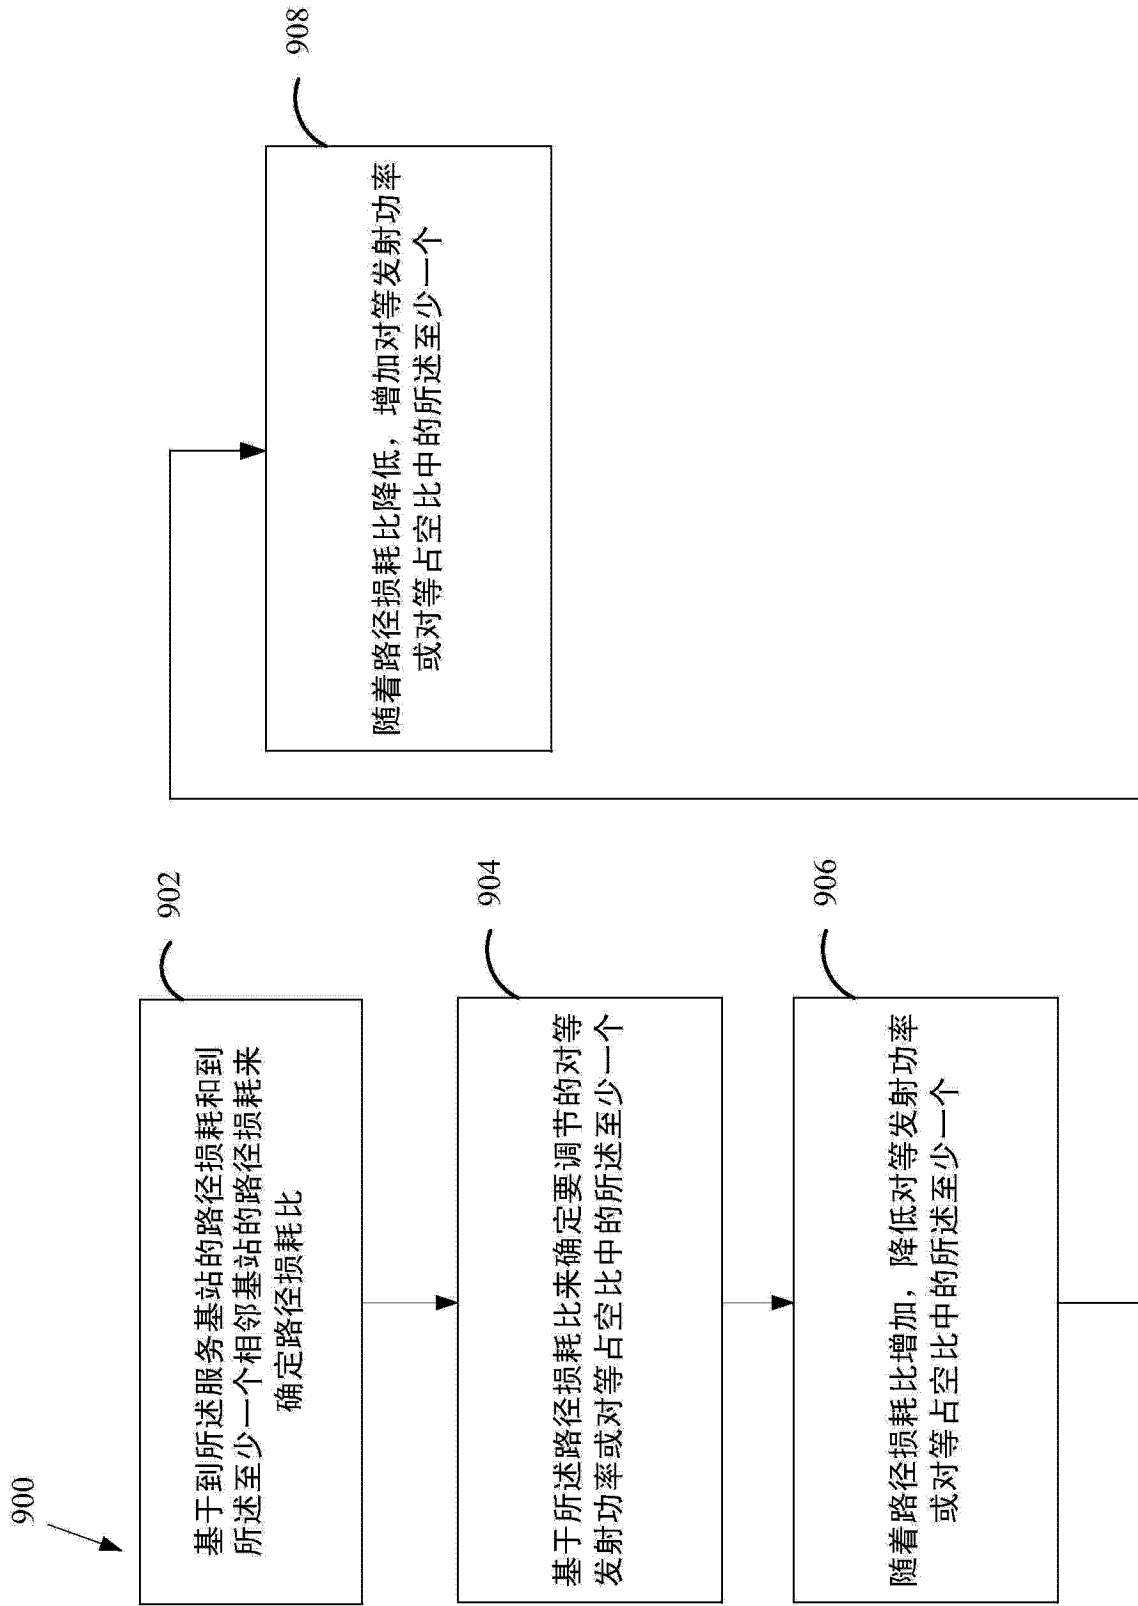 900
902
基于到所述服务基站的路径损耗和到
所述至少一个相邻基站的路径损耗来
确定路径损耗比
904
基于所述路径损耗比来确定要调节的对等
发射功率或对等占空比中的所述至少一个
906
随着路径损耗比增加，降低对等发射功率
或对等占空比中的所述至少一个
908
随着路径损耗比降低，增加对等发射功率
或对等占空比中的所述至少一个